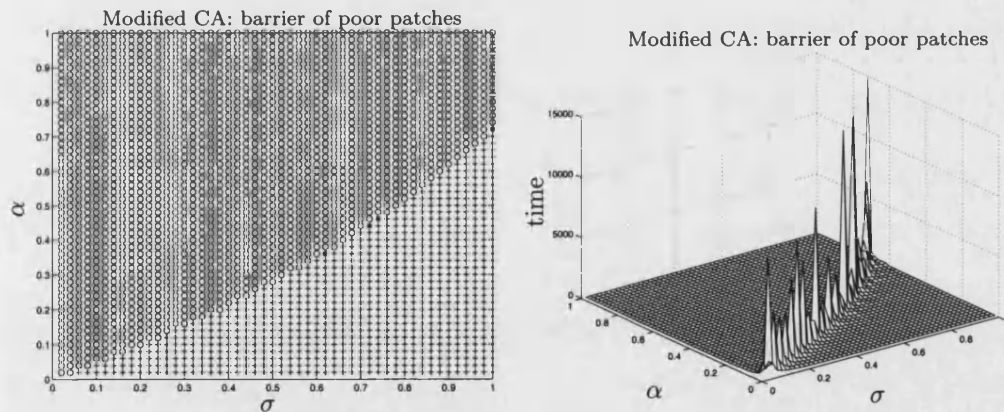 Modified CA: barrier of poor patches
1
0.9
0.8
0.7
0.6
0.5
0.4
0.3
0.2
0.1
0
α
0 0.1 0.2 0.3 0.4 0.5 0.6 0.7 0.8 0.9 1
σ
Modified CA: barrier of poor patches
15000
10000
5000
0
time
1 0.8 0.6 0.4 0.2 0
α
0 0.2 0.4 0.6 0.8
σ